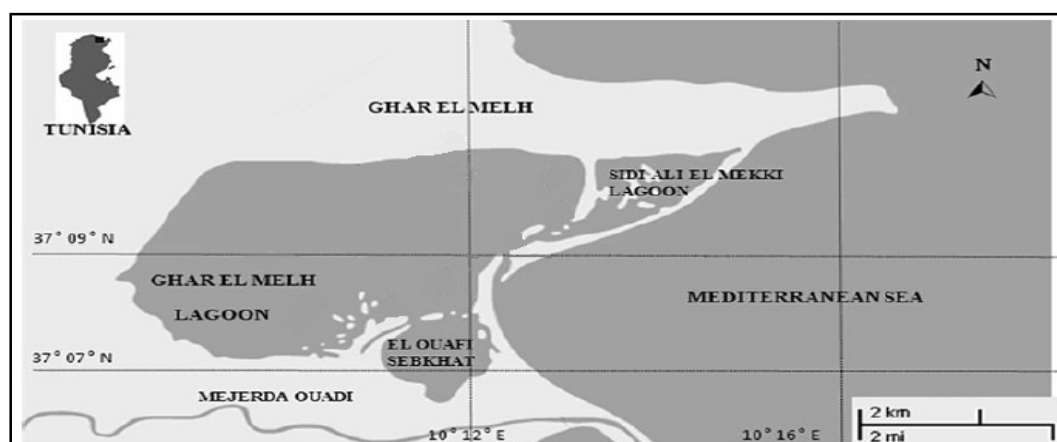 N
GHAR EL MELH
TUNISIA
SIDI ALI EL MEKKI
LAGOON
37° 09° N
GHAR EL MELH
LAGOON
MEDITERRANEAN SEA
EL OUAFI
SEBKHAT
37° 07° N
MEJERDA OUADI
2 km
10° 12° E
10° 16° E
2 mi